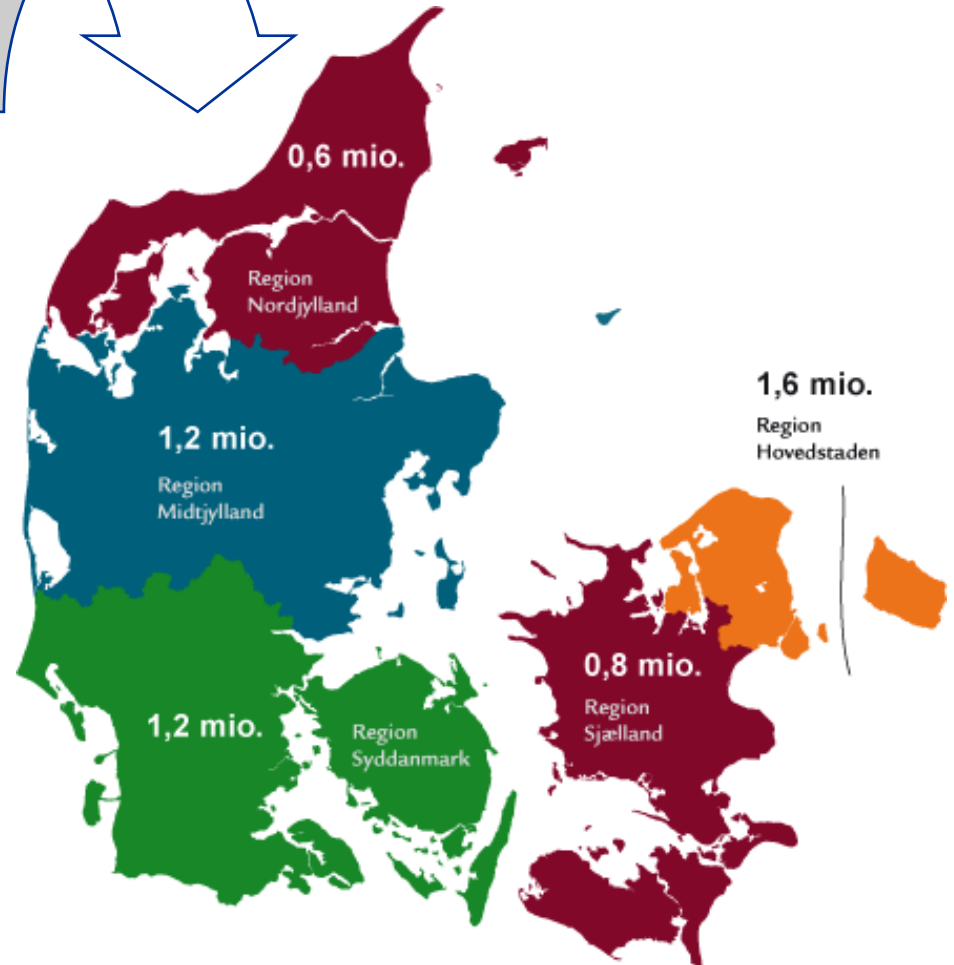 0,6 mio.
Region
Nordjylland
1,2 mio.
Region
Midtjylland
1,6 mio.
Region
Hovedstaden
0,8 mio.
Region
Sjælland
1,2 mio.
Region
Syddanmark